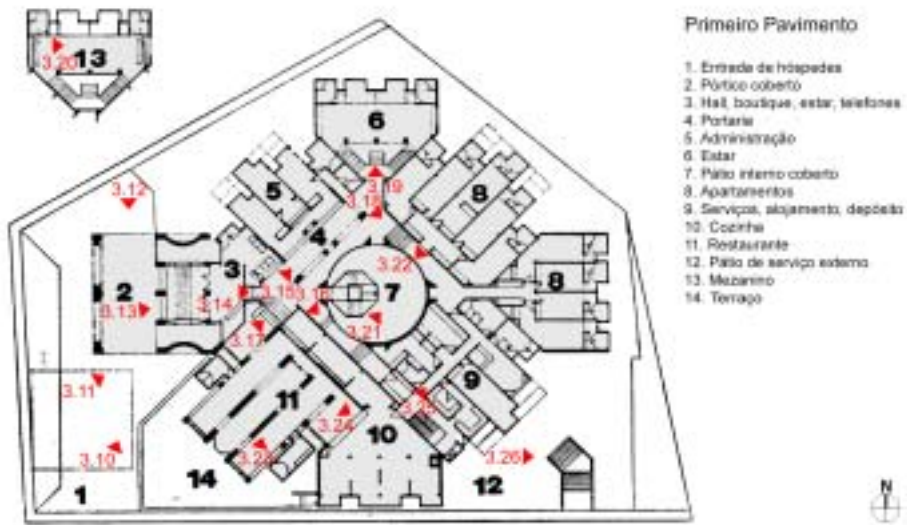 Primeiro Pavimento
1. Entrada de hóspedes
2. Pórtico coberto
3. Hall, boutique, estar, telefones
4. Portaria
5. Administração
6. Estar
7. Pátio interno coberto
8. Apartamentos
9. Serviços, alojamento, depósito
10. Cozinha
11. Restaurante
12. Pátio de serviço externo
13. Mezanino
14. Terraço
13
3.20
6
3.12
5
3.19
3.18
8
4
3
3.22
2
3.14
3.15
3.16
7
8
3.13
3.17
3.21
3.11
9
11
3.24
10
3.10
3.26
14
12
1
N